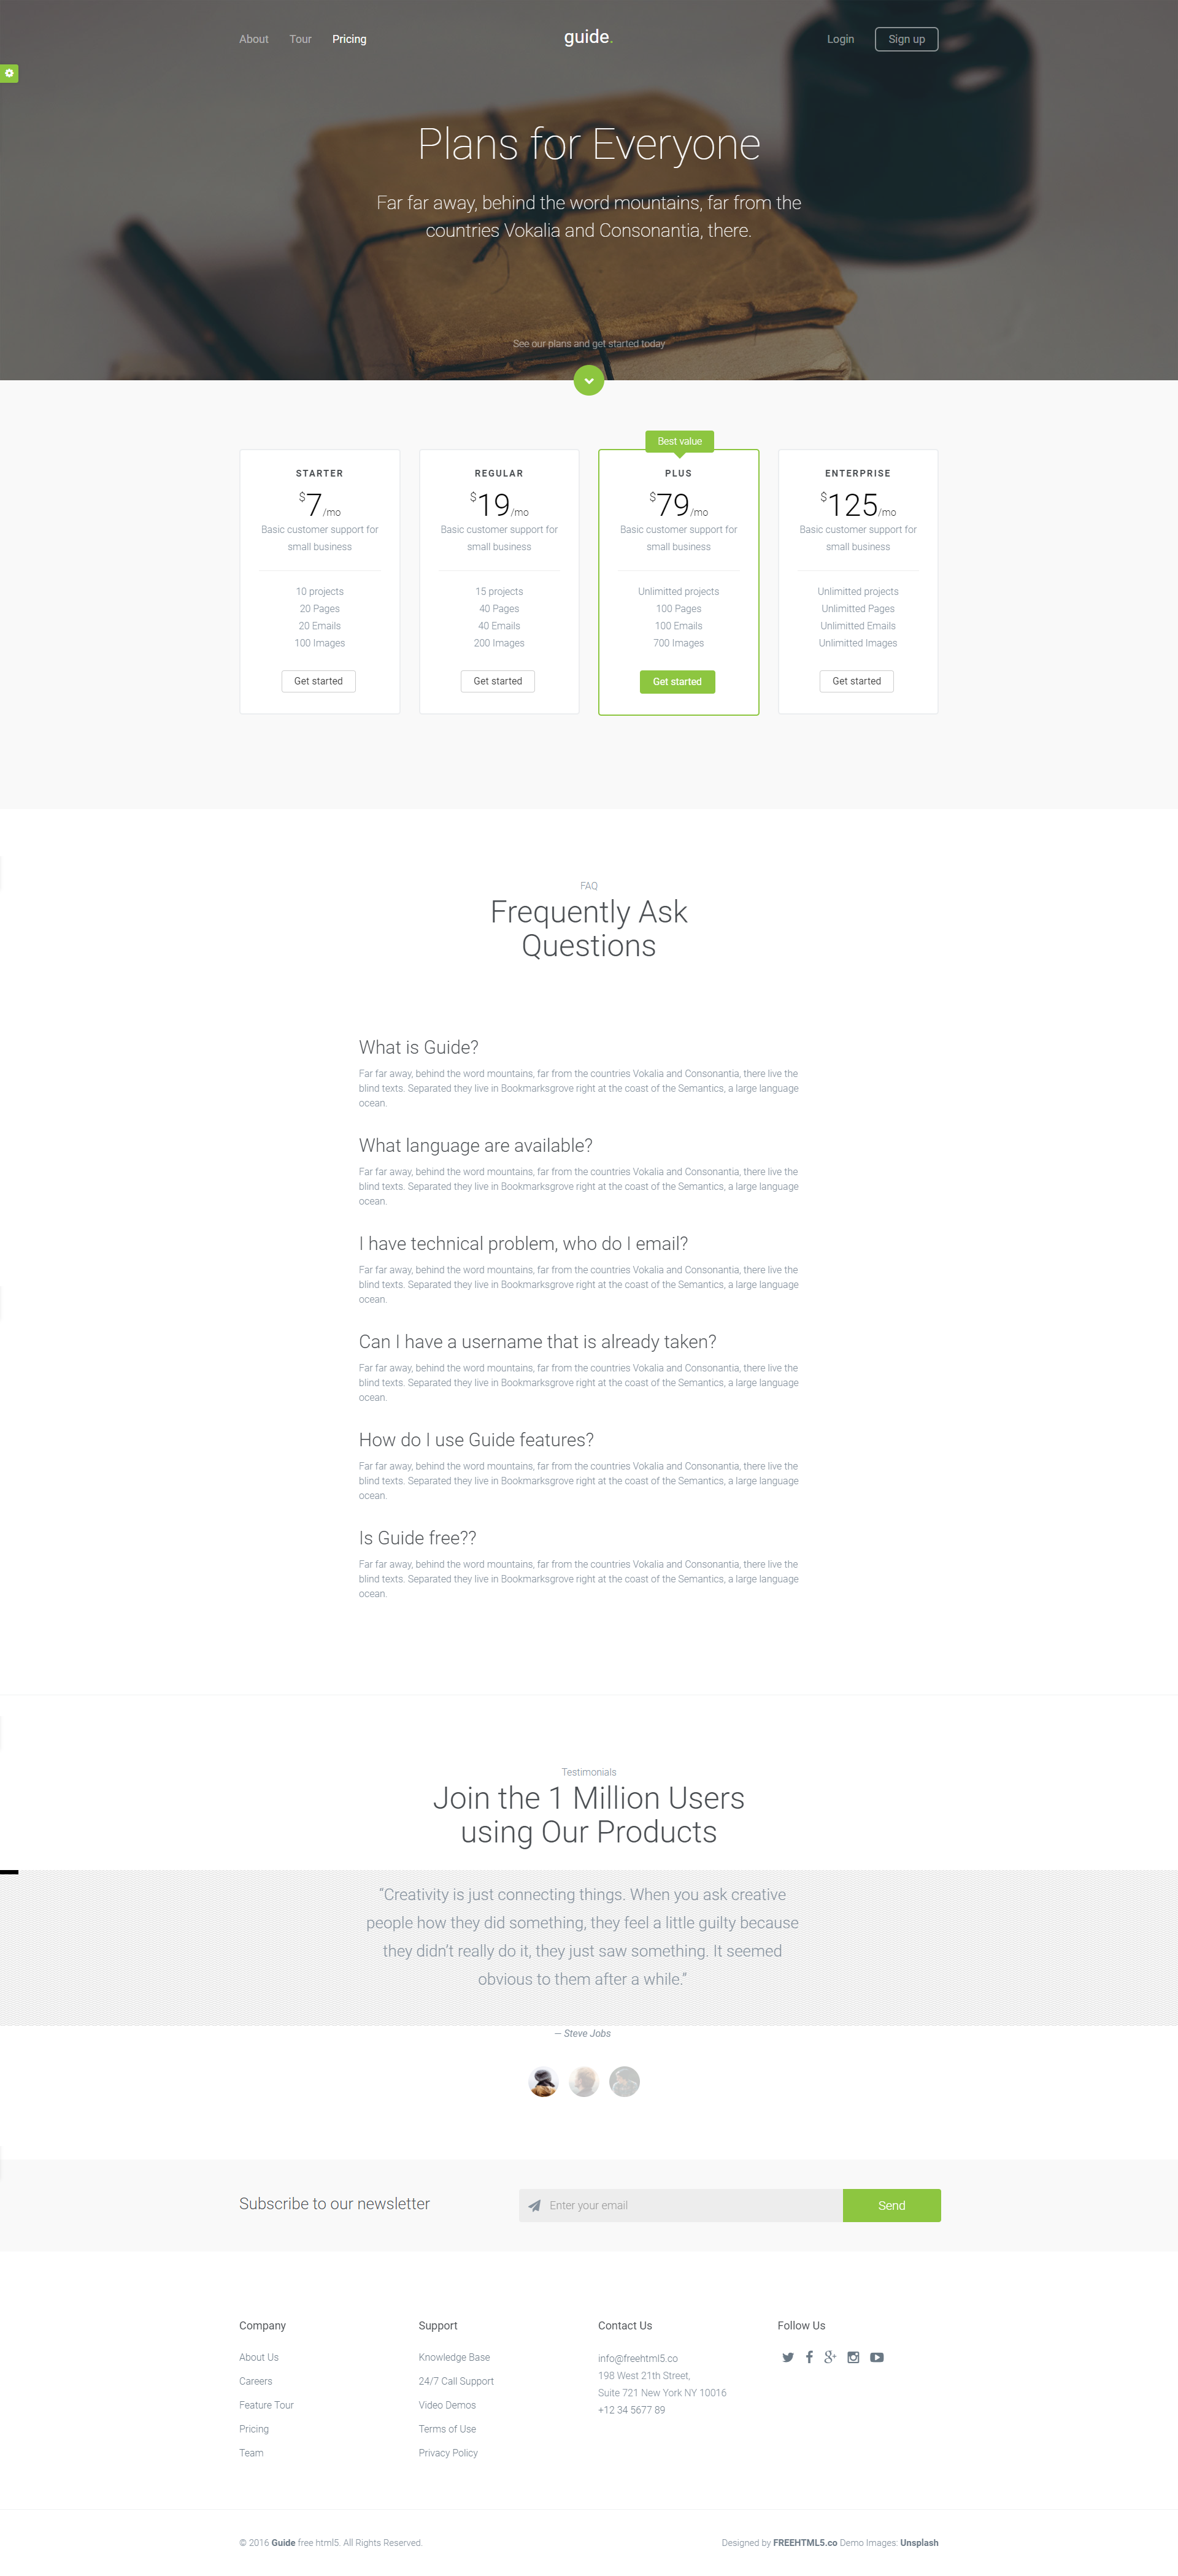 About Tour Pricing guide. Login Sign up
Plans for Everyone
Far far away, behind the word mountains, far from the
countries Vokalia and Consonantia, there.
See our plans and get started today
STARTER
$7/mo
Basic customer support for
small business
10 projects
20 Pages
20 Emails
100 Images
Get started
REGULAR
$19/mo
Basic customer support for
small business
15 projects
40 Pages
40 Emails
200 Images
Get started
Best value
PLUS
$79/mo
Basic customer support for
small business
Unlimitted projects
100 Pages
100 Emails
700 Images
Get started
ENTERPRISE
$125/mo
Basic customer support for
small business
Unlimitted projects
Unlimitted Pages
Unlimitted Emails
Unlimitted Images
Get started
FAQ
Frequently Ask
Questions
What is Guide?
Far far away, behind the word mountains, far from the countries Vokalia and Consonantia, there live the
blind texts. Separated they live in Bookmarksgrove right at the coast of the Semantics, a large language
ocean.
What language are available?
Far far away, behind the word mountains, far from the countries Vokalia and Consonantia, there live the
blind texts. Separated they live in Bookmarksgrove right at the coast of the Semantics, a large language
ocean.
I have technical problem, who do I email?
Far far away, behind the word mountains, far from the countries Vokalia and Consonantia, there live the
blind texts. Separated they live in Bookmarksgrove right at the coast of the Semantics, a large language
ocean.
Can I have a username that is already taken?
Far far away, behind the word mountains, far from the countries Vokalia and Consonantia, there live the
blind texts. Separated they live in Bookmarksgrove right at the coast of the Semantics, a large language
ocean.
How do I use Guide features?
Far far away, behind the word mountains, far from the countries Vokalia and Consonantia, there live the
blind texts. Separated they live in Bookmarksgrove right at the coast of the Semantics, a large language
ocean.
Is Guide free??
Far far away, behind the word mountains, far from the countries Vokalia and Consonantia, there live the
blind texts. Separated they live in Bookmarksgrove right at the coast of the Semantics, a large language
ocean.
Testimonials
Join the 1 Million Users
using Our Products
“Creativity is just connecting things. When you ask creative
people how they did something, they feel a little guilty because
they didn’t really do it, they just saw something. It seemed
obvious to them after a while.”
— Steve Jobs
Subscribe to our newsletter
Enter your email
Send
Company
About Us
Careers
Feature Tour
Pricing
Team
Support
Knowledge Base
24/7 Call Support
Video Demos
Terms of Use
Privacy Policy
Contact Us
info@freehtml5.co
198 West 21th Street,
Suite 721 New York NY 10016
+12 34 5677 89
Follow Us
© 2016 Guide free html5. All Rights Reserved.
Designed by FREEHTML5.co Demo Images: Unsplash